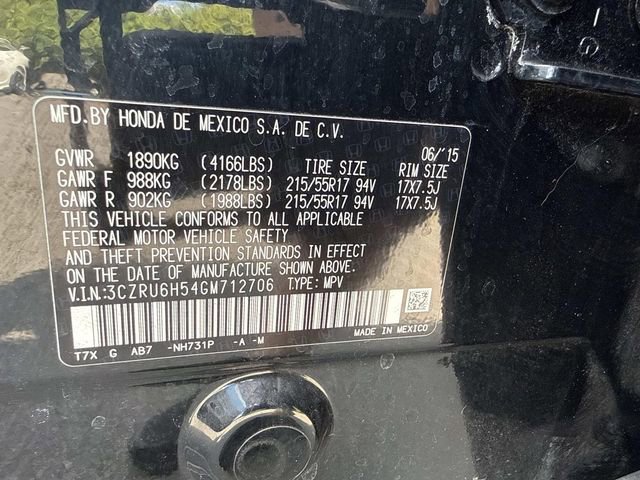 MFD.BY HONDA DE MEXICO S.A. DE C.V.
06/'15
GVWR 1890KG (4166LBS) TIRE SIZE RIM SIZE
GAWR F 988KG (2178LBS) 215/55R17 94V 17X7.5J
GAWR R 902KG (1988LBS) 215/55R17 94V 17X7.5J
THIS VEHICLE CONFORMS TO ALL APPLICABLE
FEDERAL MOTOR VEHICLE SAFETY
AND THEFT PREVENTION STANDARDS IN EFFECT
ON THE DATE OF MANUFACTURE SHOWN ABOVE.
V.I.N.:3CZRU6H54GM712706 TYPE: MPV
MADE IN MEXICO
T7X G AB7 -NH731P -A -M